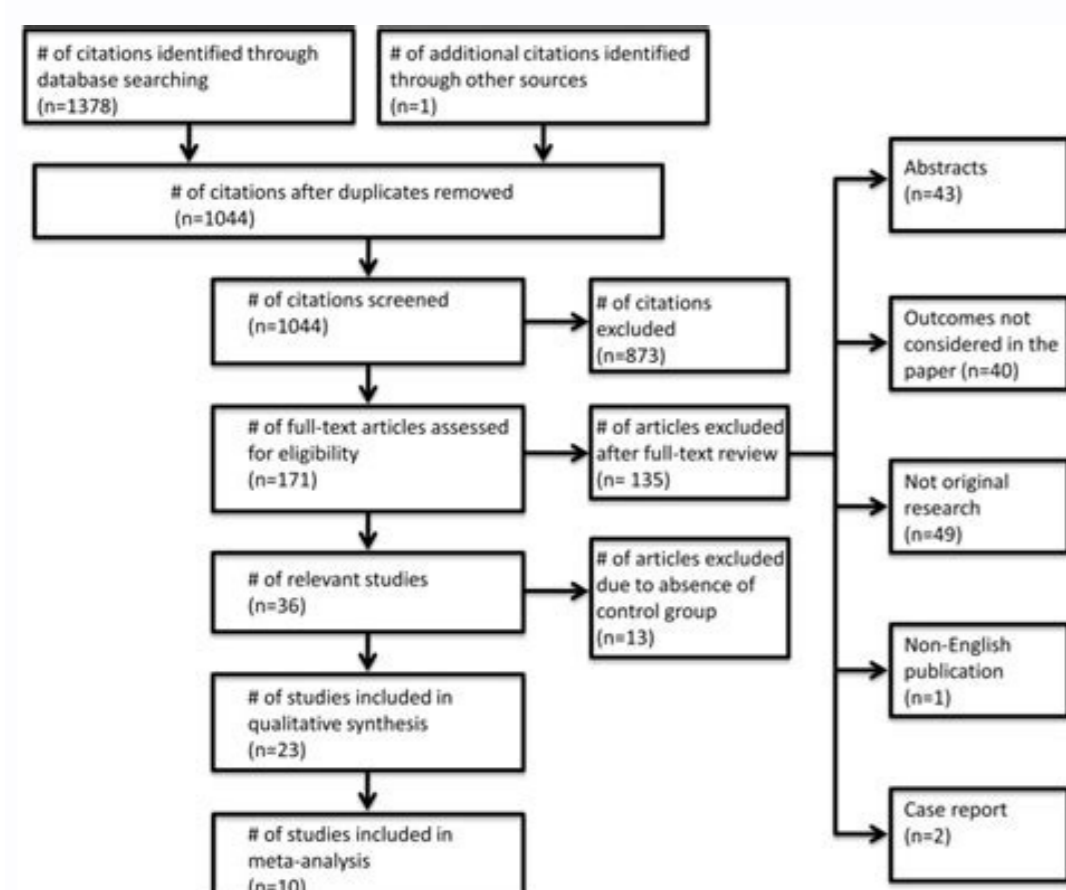 # of citations identified through
database searching
(n=1378)
# of additional citations identified
through other sources
(n=1)
# of citations after duplicates removed
(n=1044)
# of citations screened
(n=1044)
# of citations
excluded
(n=873)
# of full-text articles assessed
for eligibility
(n=171)
# of articles excluded
after full-text review
(n= 135)
Abstracts
(n=43)
Outcomes not
considered in the
paper (n=40)
Not original
research
(n=49)
Non-English
publication
(n=1)
Case report
(n=2)
# of relevant studies
(n=36)
# of articles excluded
due to absence of
control group
(n=13)
# of studies included in
qualitative synthesis
(n=23)
# of studies included in
meta-analysis
(n=10)